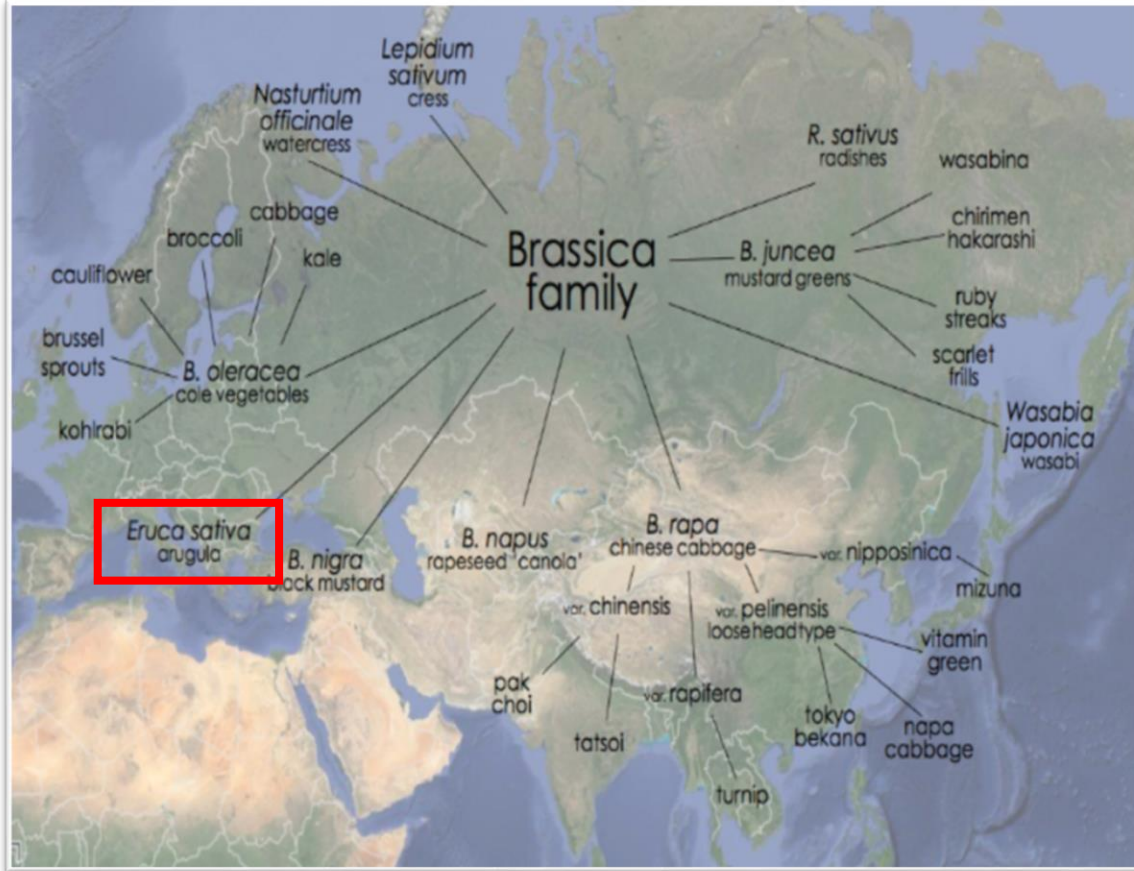 Lepidium
sativum
cress
Nasturtium
officinale
watercress
R. sativus
radishes
wasabina
cabbage
broccoli
kale
cauliflower
chirimen
hakarashi
Brassica
family
B. juncea
mustard greens
ruby
streaks
brussel
sprouts
scarlet
frills
B. oleracea
cole vegetables
kohlrabi
Wasabia
japonica
wasabi
Eruca sativa
arugula
B. nigra
black mustard
B. napus
rapeseed 'canola'
B. rapa
chinese cabbage
var. nipposinica
mizuna
var. chinensis
var. pelinensis
loose head type
vitamin
green
pak
choi
var. rapifera
tatsoi
tokyo
bekana
napa
cabbage
turnip